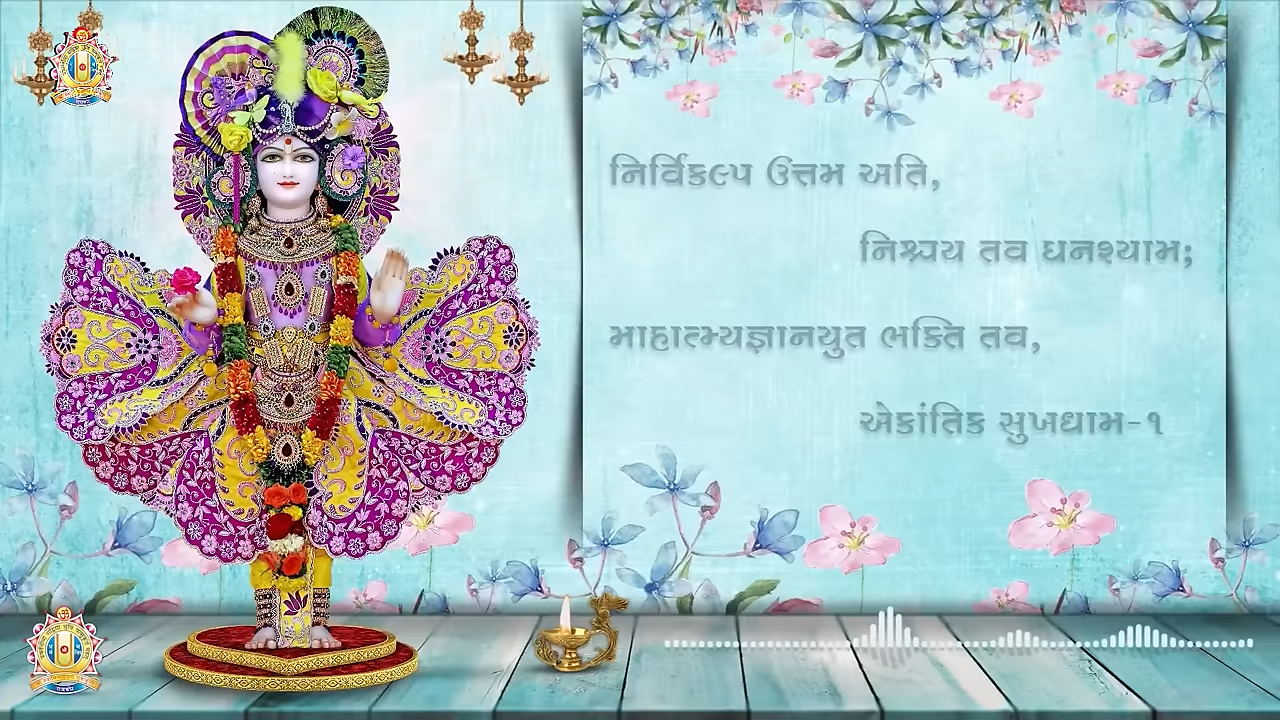 નિર્વિકલ્પ ઉત્તમ અતિ,
નિશ્ચય તવ ઘનશ્યામ;
માહાત્મ્યજ્ઞાનયુત ભક્તિ તવ,
એકાંતિક સુખધામ-૧